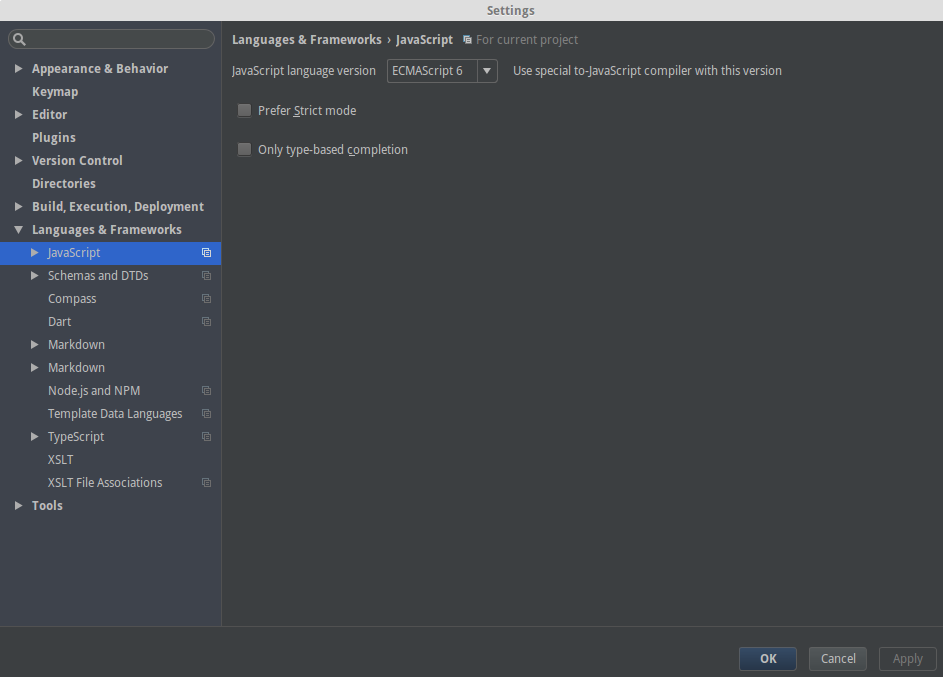 Settings
Languages & Frameworks › JavaScript For current project
JavaScript language version ECMAScript 6 Use special to-JavaScript compiler with this version
Prefer Strict mode
Only type-based completion
Appearance & Behavior
Keymap
Editor
Plugins
Version Control
Directories
Build, Execution, Deployment
Languages & Frameworks
JavaScript
Schemas and DTDs
Compass
Dart
Markdown
Markdown
Node.js and NPM
Template Data Languages
TypeScript
XSLT
XSLT File Associations
Tools
OK Cancel Apply